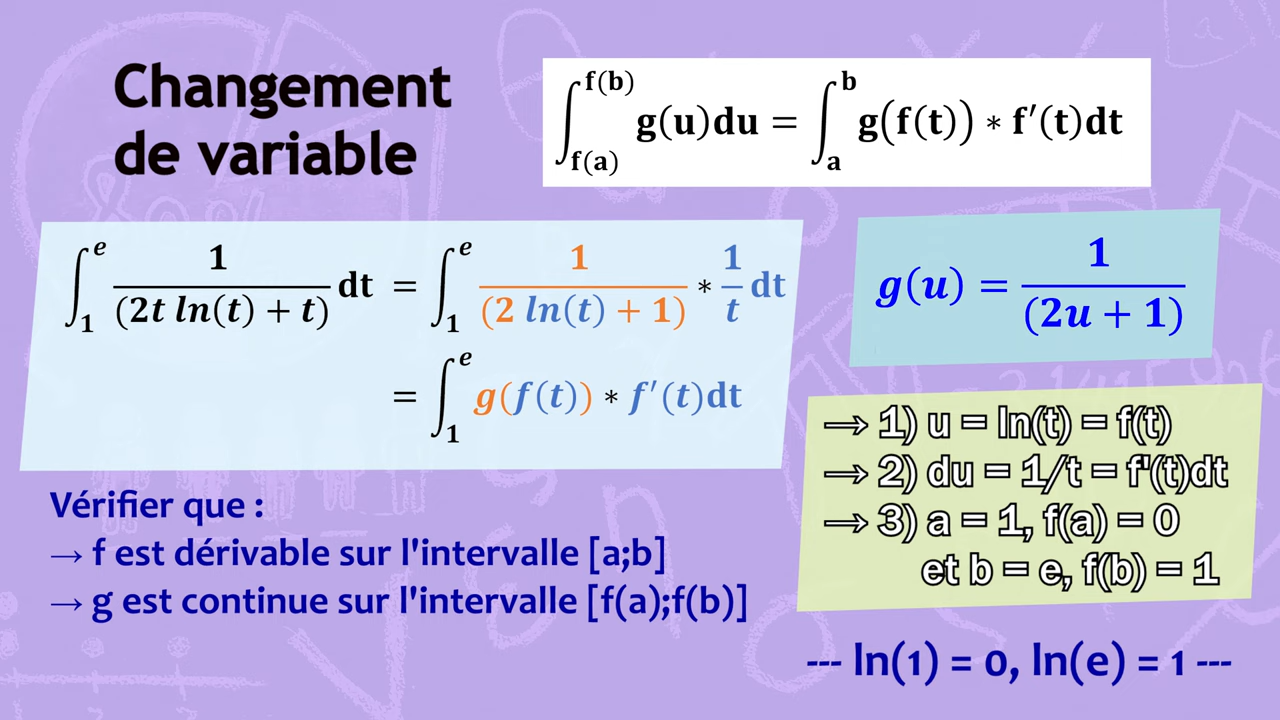 Changement
de variable
∫_{f(a)}^{f(b)} g(u)du = ∫_a^b g(f(t)) * f′(t)dt
∫_1^e 1/(2t ln(t) + t) dt = ∫_1^e 1/(2 ln(t) + 1) * 1/t dt
= ∫_1^e g(f(t)) * f′(t)dt
g(u) = 1/(2u + 1)
→ 1) u = ln(t) = f(t)
→ 2) du = 1/t = f'(t)dt
→ 3) a = 1, f(a) = 0
et b = e, f(b) = 1
Vérifier que :
→ f est dérivable sur l'intervalle [a;b]
→ g est continue sur l'intervalle [f(a);f(b)]
--- ln(1) = 0, ln(e) = 1 ---